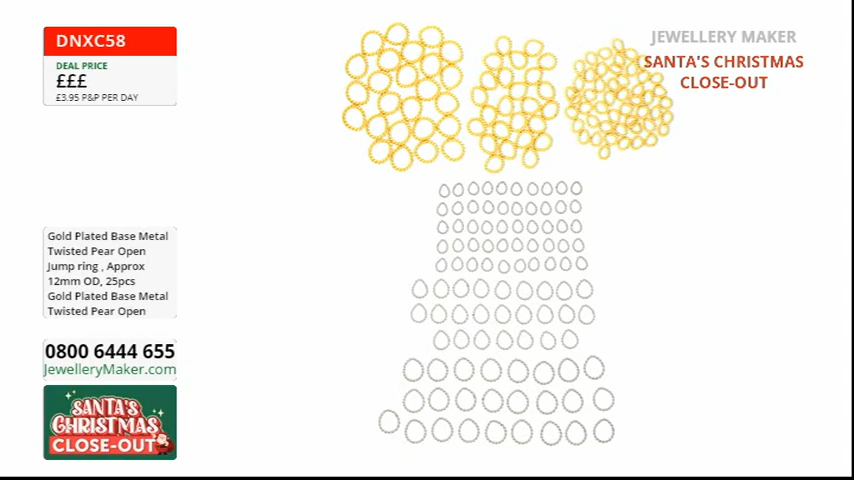 DNXC58
DEAL PRICE
£££
£3.95 P&P PER DAY
JEWELLERY MAKER
SANTA'S CHRISTMAS
CLOSE-OUT
Gold Plated Base Metal
Twisted Pear Open
Jump ring , Approx
12mm OD, 25pcs
Gold Plated Base Metal
Twisted Pear Open
0800 6444 655
JewelleryMaker.com
SANTA'S
CHRISTMAS
CLOSE-OUT